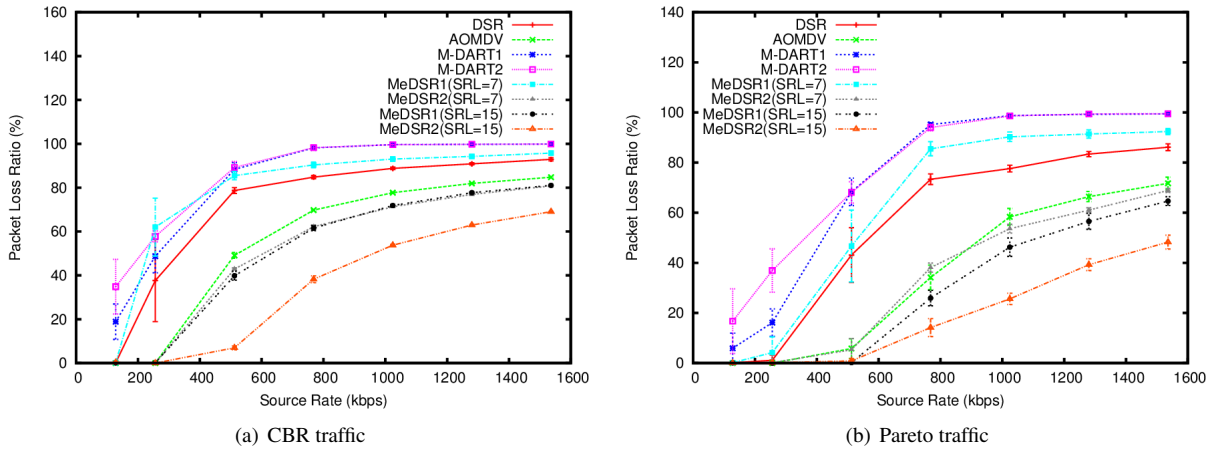 160
140
120
100
80
60
40
20
0
0 200 400 600 800 1000 1200 1400 1600
Packet Loss Ratio (%)
Source Rate (kbps)
DSR
AOMDV
M-DART1
M-DART2
MeDSR1(SRL=7)
MeDSR2(SRL=7)
MeDSR1(SRL=15)
MeDSR2(SRL=15)
(a) CBR traffic
140
120
100
80
60
40
20
0
0 200 400 600 800 1000 1200 1400 1600
Packet Loss Ratio (%)
Source Rate (kbps)
DSR
AOMDV
M-DART1
M-DART2
MeDSR1(SRL=7)
MeDSR2(SRL=7)
MeDSR1(SRL=15)
MeDSR2(SRL=15)
(b) Pareto traffic